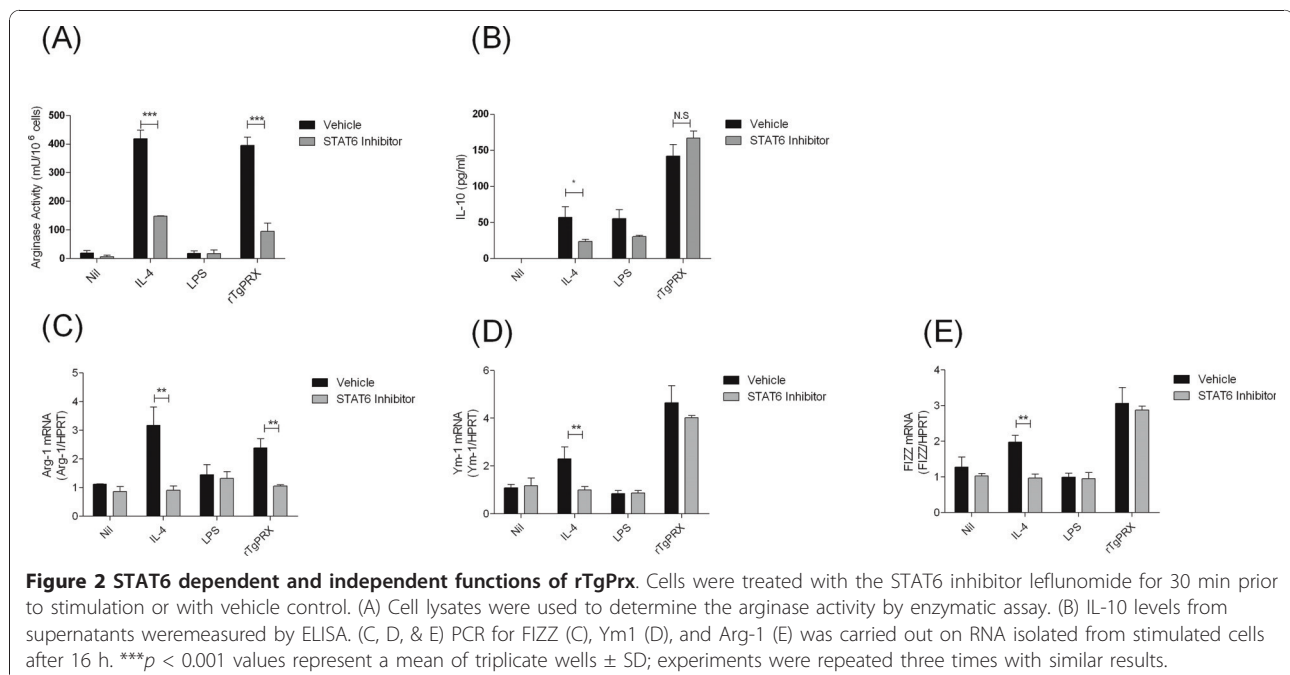 (A)
(B)
Arginase Activity (mU/10 6 cells)
500
400
300
200
100
0
***
***
Nil
IL-4
LPS
rTgPRX
Vehicle
STAT6 Inhibitor
IL-10 (pg/ml)
200
150
100
50
0
*
N.S
Nil
IL-4
LPS
rTgPRX
Vehicle
STAT6 Inhibitor
(C)
(D)
(E)
Arg-1 mRNA
(Arg-1/HPRT)
5
4
3
2
1
0
**
**
Nil
IL-4
LPS
rTgPRX
Vehicle
STAT6 Inhibitor
Ym-1 mRNA
(Ym-1/HPRT)
6
4
2
0
**
Nil
IL-4
LPS
rTgPRX
Vehicle
STAT6 Inhibitor
FIZZ mRNA
(FIZZ/HPRT)
4
3
2
1
0
**
Nil
IL-4
LPS
rTgPRX
Vehicle
STAT6 Inhibitor
Figure 2 STAT6 dependent and independent functions of rTgPrx. Cells were treated with the STAT6 inhibitor leflunomide for 30 min prior
to stimulation or with vehicle control. (A) Cell lysates were used to determine the arginase activity by enzymatic assay. (B) IL-10 levels from
supernatants weremeasured by ELISA. (C, D, & E) PCR for FIZZ (C), Ym1 (D), and Arg-1 (E) was carried out on RNA isolated from stimulated cells
after 16 h. ***p < 0.001 values represent a mean of triplicate wells ± SD; experiments were repeated three times with similar results.